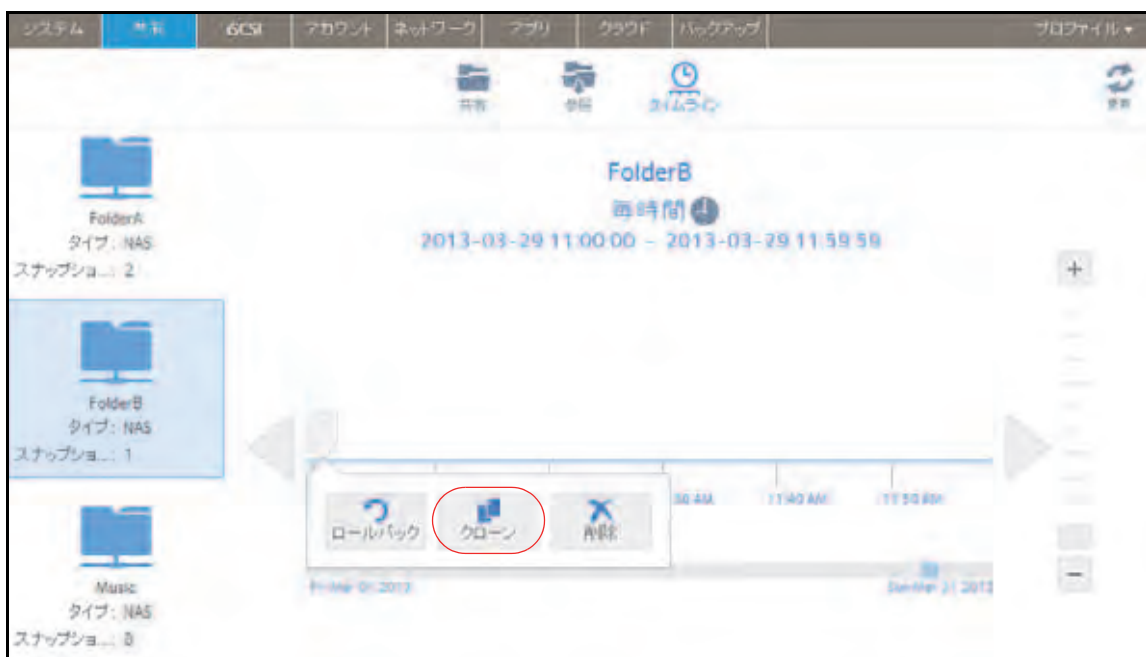 システム 共有 iSCSI アカウント ネットワーク アプリ クラウド バックアップ プロファイル
共有 参照 タイムライン 更新
FolderA
タイプ: NAS
スナップショ...: 2
FolderB
タイプ: NAS
スナップショ...: 1
Music
タイプ: NAS
スナップショ...:
FolderB
毎時間
2013-03-29 11:00:00 - 2013-03-29 11:59:59
+
11:40 AM 11:50 AM
ロールバック クローン 削除
2013
−